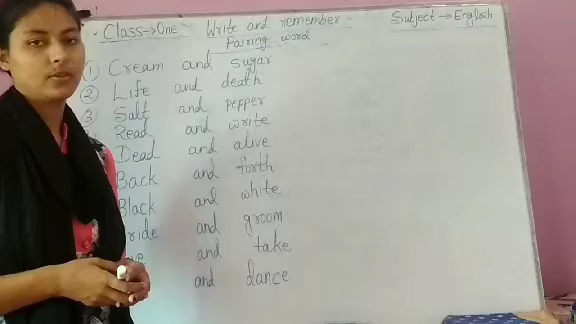 Class→One Write and remember Subject→English
Pairing word
1 Cream and sugar
2 Life and death
3 Salt and pepper
Read and write
Dead and alive
Back and forth
Black and white
ride and groom
and take
and dance